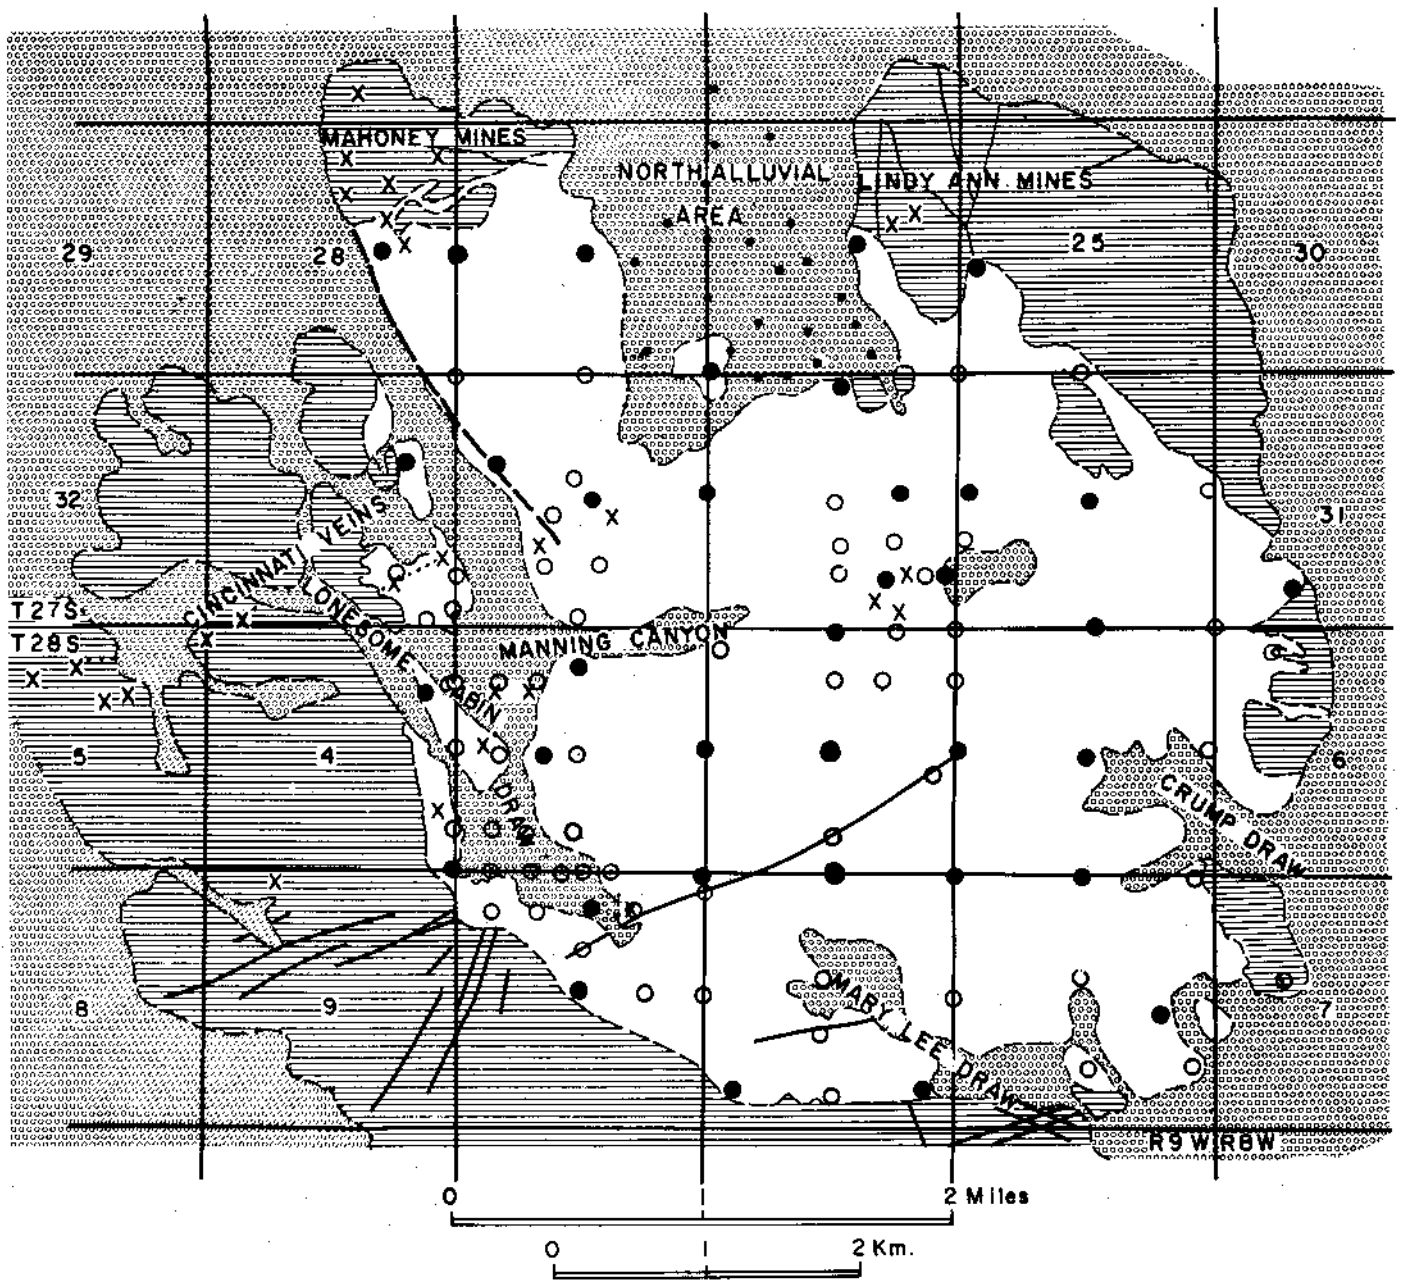 MAHONEY MINES
NORTH ALLUVIAL
AREA
LINDY ANN MINES
29
28
25
30
32
CINCINNATI VEINS
31
T27S
T28S
LONESOME CABIN DRAW
MANNING CANYON
5
4
6
CRUMP DRAW
8
9
MABY LEE DRAW
7
R9W R8W
0
2 Miles
0 1 2 Km.